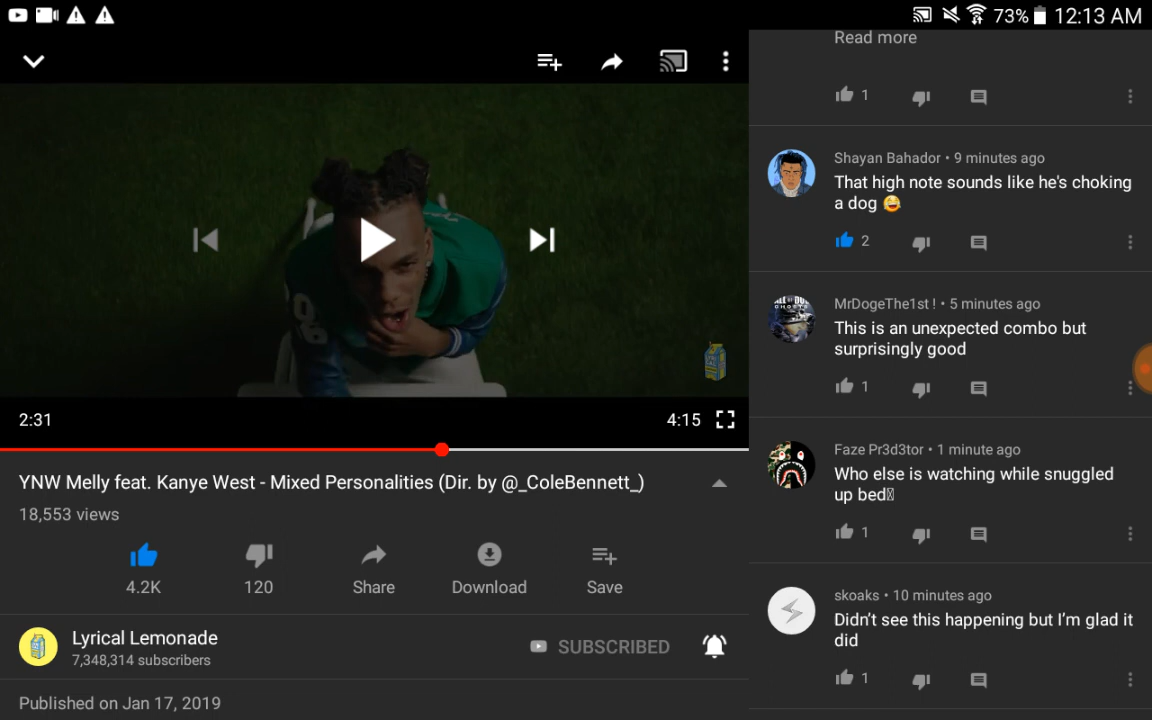 73% 12:13 AM
2:31
4:15
YNW Melly feat. Kanye West - Mixed Personalities (Dir. by @_ColeBennett_)
18,553 views
4.2K
120
Share
Download
Save
Lyrical Lemonade
7,348,314 subscribers
SUBSCRIBED
Published on Jan 17, 2019
Read more
1
Shayan Bahador • 9 minutes ago
That high note sounds like he's choking
a dog 😂
2
MrDogeThe1st ! • 5 minutes ago
This is an unexpected combo but
surprisingly good
1
Faze Pr3d3tor • 1 minute ago
Who else is watching while snuggled
up bed
1
skoaks • 10 minutes ago
Didn’t see this happening but I’m glad it
did
1